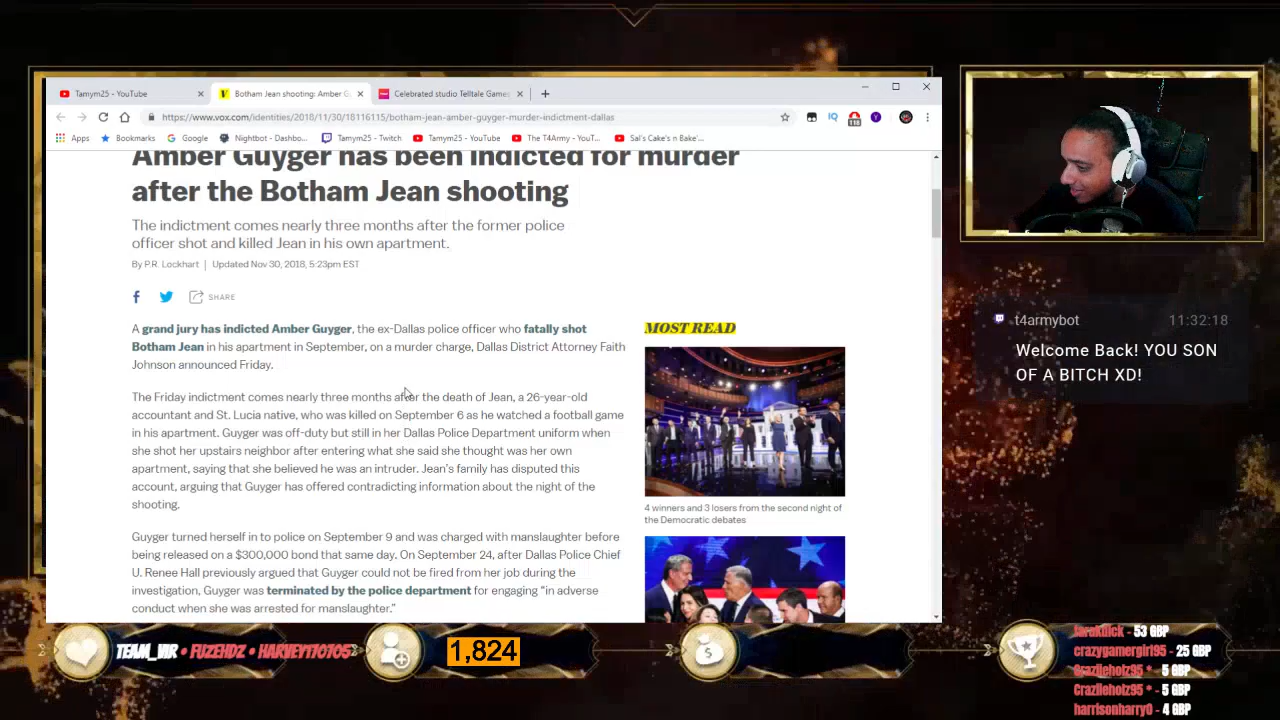 Tamym25 - YouTube
Botham Jean shooting: Amber G
Celebrated studio Telltale Games
https://www.vox.com/identities/2018/11/30/18116115/botham-jean-amber-guyger-murder-indictment-dallas
118
Apps
Bookmarks
Google
Nightbot - Dashbo...
Tamym25 - Twitch
Tamym25 - YouTube
The T4Army - YouT...
Sal's Cake's n Bake'...
Amber Guyger has been indicted for murder
after the Botham Jean shooting
The indictment comes nearly three months after the former police
officer shot and killed Jean in his own apartment.
By P.R. Lockhart | Updated Nov 30, 2018, 5:23pm EST
SHARE
A grand jury has indicted Amber Guyger, the ex-Dallas police officer who fatally shot
Botham Jean in his apartment in September, on a murder charge, Dallas District Attorney Faith
Johnson announced Friday.
The Friday indictment comes nearly three months after the death of Jean, a 26-year-old
accountant and St. Lucia native, who was killed on September 6 as he watched a football game
in his apartment. Guyger was off-duty but still in her Dallas Police Department uniform when
she shot her upstairs neighbor after entering what she said she thought was her own
apartment, saying that she believed he was an intruder. Jean's family has disputed this
account, arguing that Guyger has offered contradicting information about the night of the
shooting.
Guyger turned herself in to police on September 9 and was charged with manslaughter before
being released on a $300,000 bond that same day. On September 24, after Dallas Police Chief
U. Renee Hall previously argued that Guyger could not be fired from her job during the
investigation, Guyger was terminated by the police department for engaging "in adverse
conduct when she was arrested for manslaughter."
MOST READ
4 winners and 3 losers from the second night of
the Democratic debates
t4armybot 11:32:18
Welcome Back! YOU SON
OF A BITCH XD!
TEAM_VIR • FUZEHDZ • HARVEY170105
1,824
- 53 GBP
crazygamergirl95 - 25 GBP
Crazileholz95 * - 5 GBP
Crazileholz95 * - 5 GBP
harrisonharry0 - 4 GBP